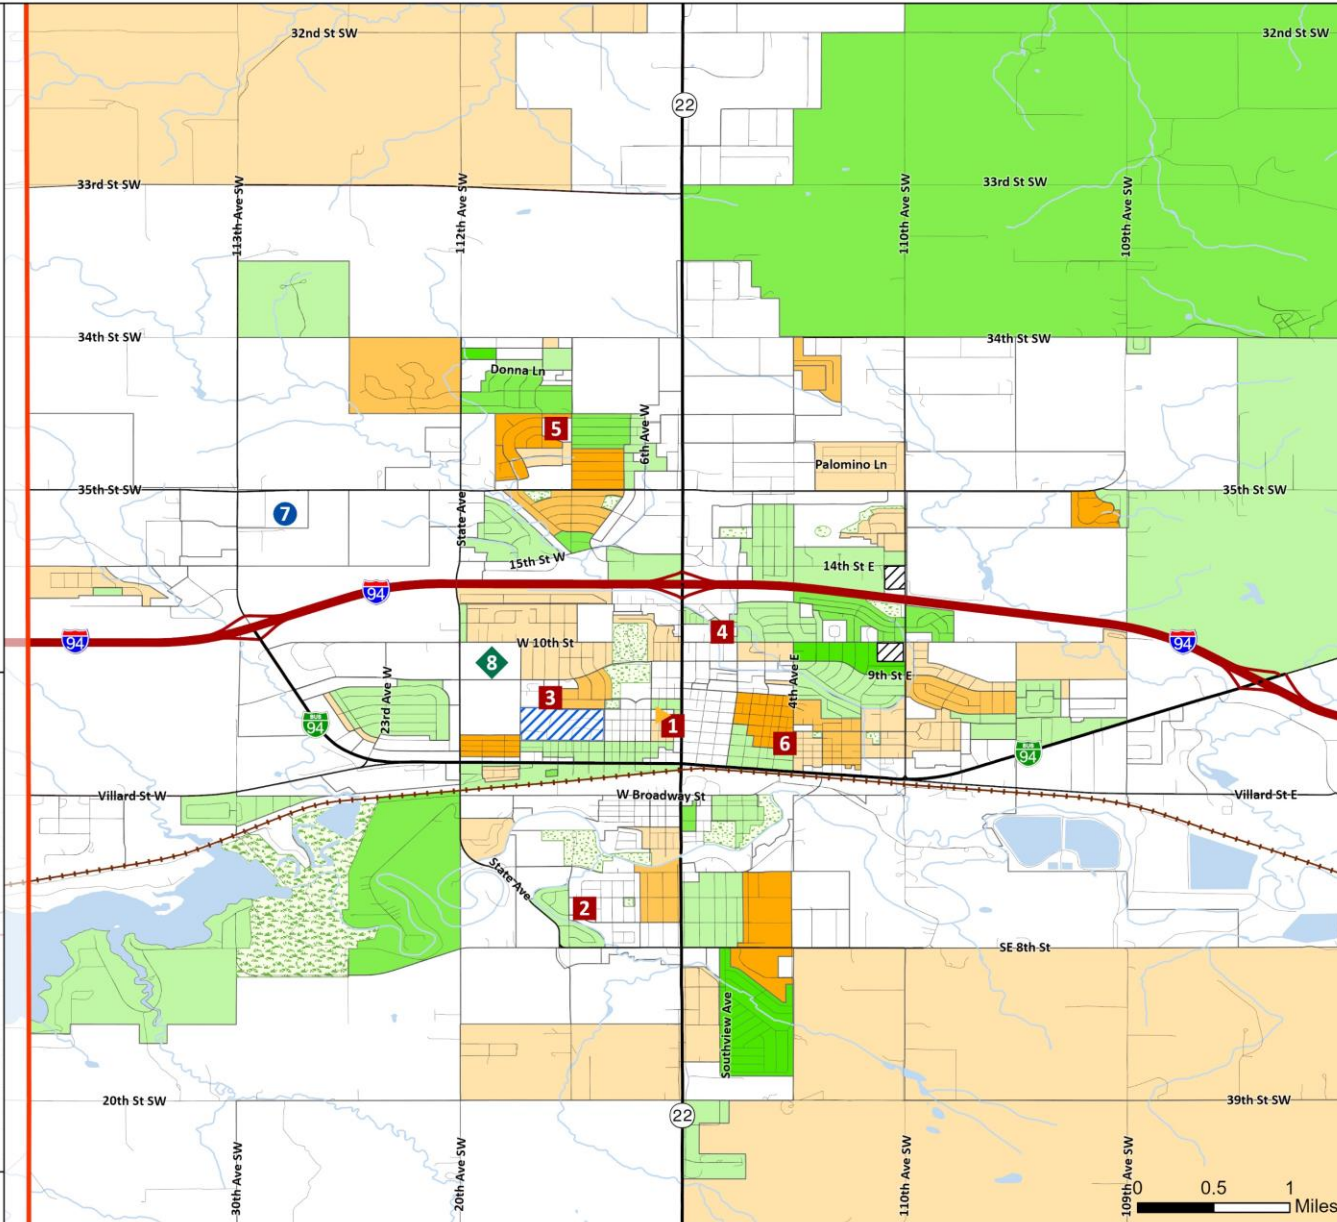 32nd St SW
32nd St SW
22
33rd St SW
33rd St SW
113th Ave SW
112th Ave SW
110th Ave SW
109th Ave SW
34th St SW
34th St SW
Donna Ln
5
6th Ave W
Palomino Ln
35th St SW
35th St SW
7
State Ave
15th St W
14th St E
94
94
94
4
W 10th St
8
9th St E
4th Ave E
3
23rd Ave W
1
6
BUS
94
BUS
94
Villard St W
W Broadway St
Villard St E
State Ave
2
SE 8th St
Southview Ave
20th St SW
39th St SW
22
30th Ave SW
120th Ave SW
110th Ave SW
109th Ave SW
0 0.5 1
Miles